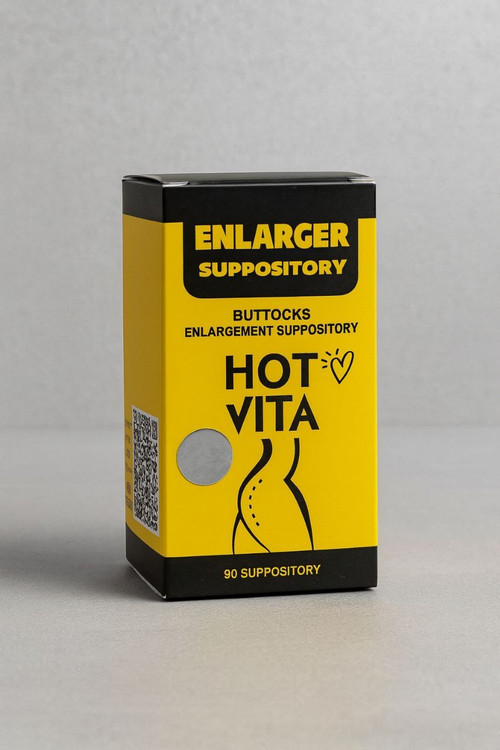 ENLARGER
SUPPOSITORY
BUTTOCKS
ENLARGEMENT SUPPOSITORY
HOT
VITA
90 SUPPOSITORY